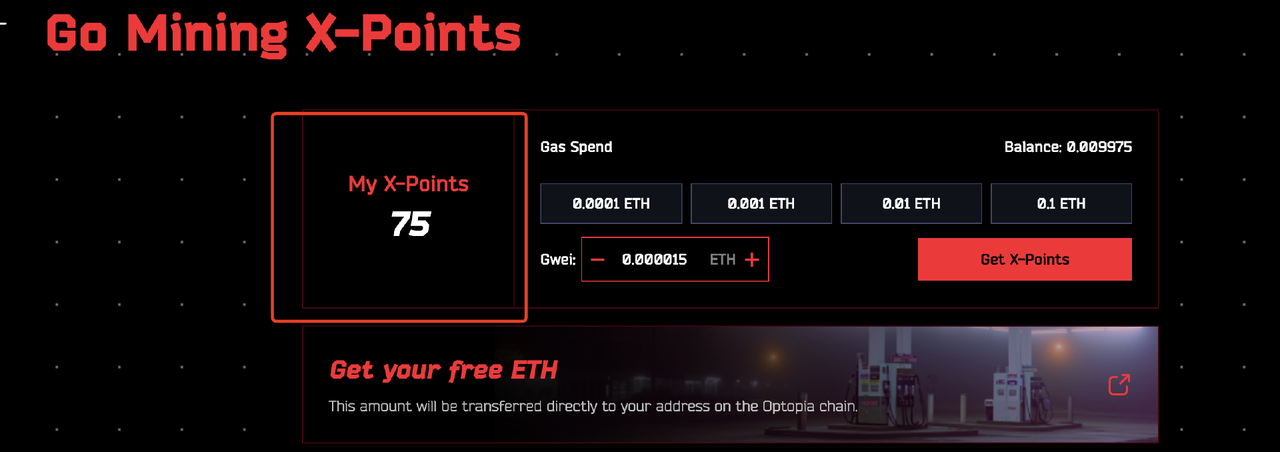 Go Mining X-Points
My X-Points
75
Gas Spend
Balance: 0.009975
0.0001 ETH
0.001 ETH
0.01 ETH
0.1 ETH
Gwei:
0.000015
ETH
Get X-Points
Get your free ETH
This amount will be transferred directly to your address on the Optopia chain.